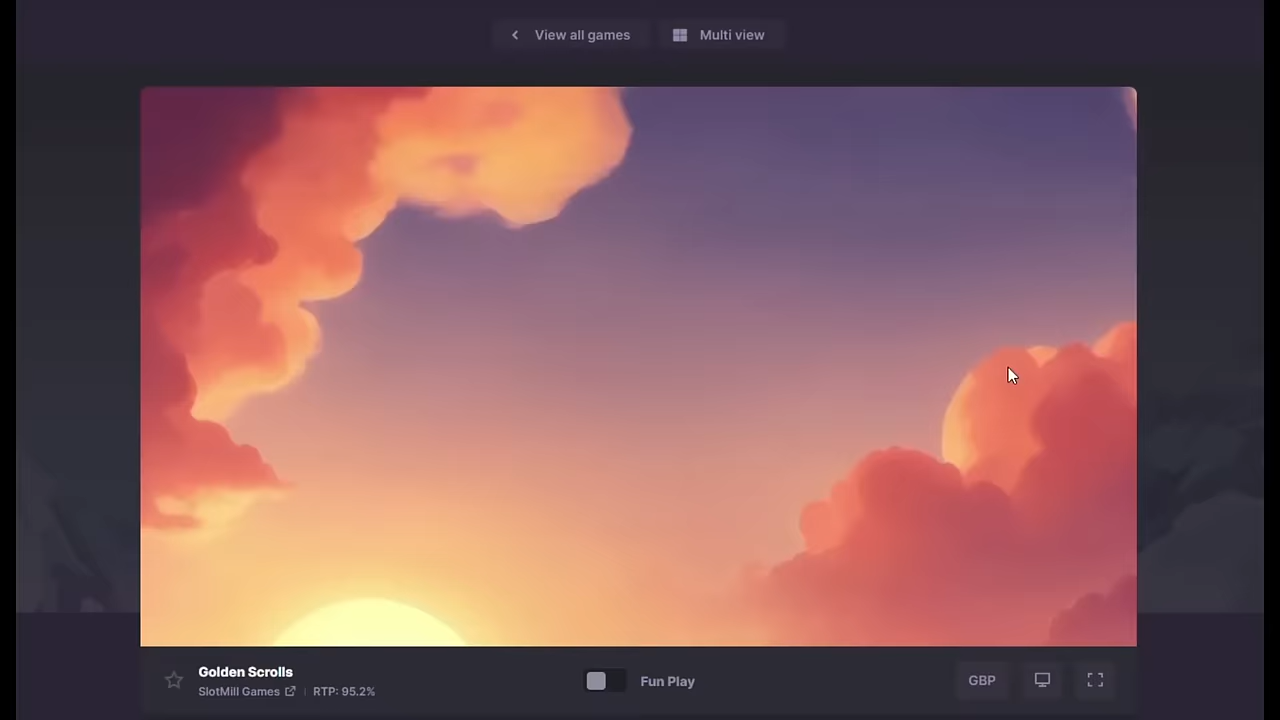 View all games
Multi view
Golden Scrolls
SlotMill Games
RTP: 95.2%
Fun Play
GBP